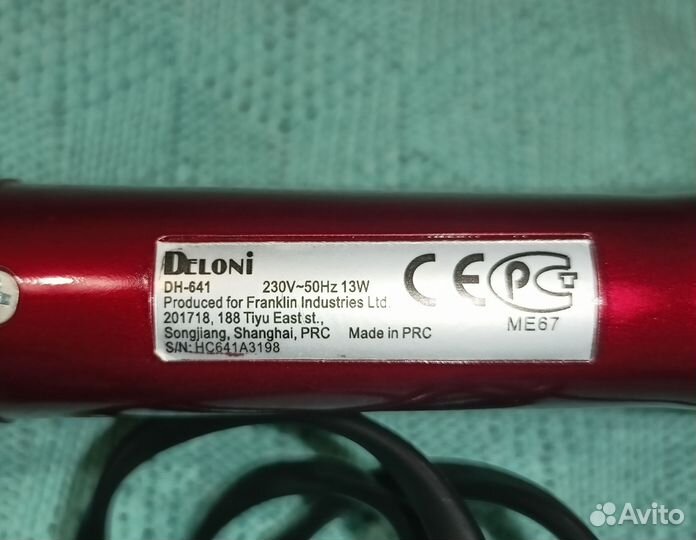 DELONi
DH-641 230V~50Hz 13W
Produced for Franklin Industries Ltd.
201718, 188 Tiyu East st.,
Songjiang, Shanghai, PRC Made in PRC
S/N: HC641A3198
CE PCT
ME67
Avito